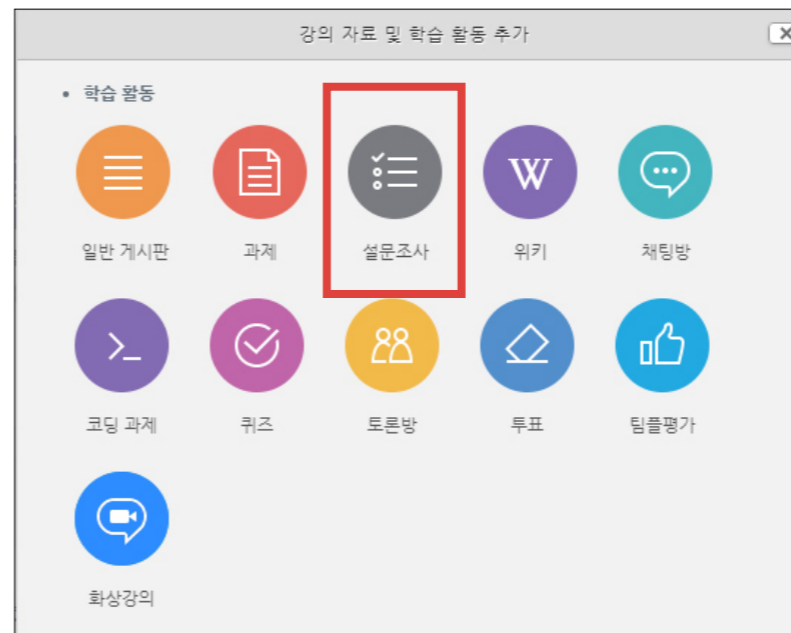 강의 자료 및 학습 활동 추가
• 학습 활동
일반 게시판 과제 설문조사 W 위키 채팅방
코딩 과제 퀴즈 토론방 투표 팀플평가
화상강의